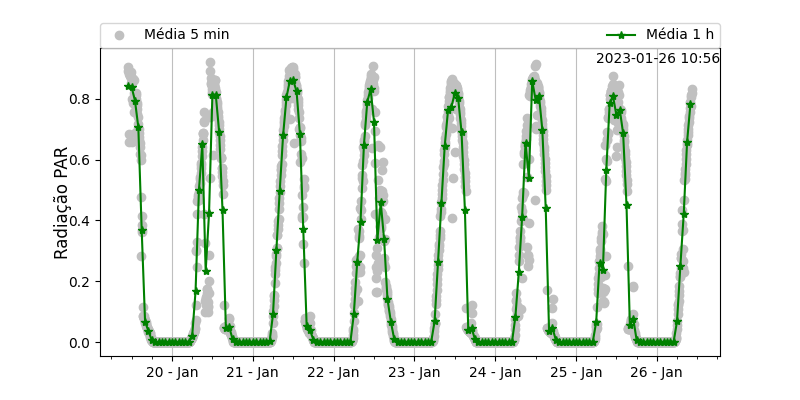 Média 5 min
Média 1 h
2023-01-26 10:56
Radiação PAR
0.8
0.6
0.4
0.2
0.0
20 - Jan
21 - Jan
22 - Jan
23 - Jan
24 - Jan
25 - Jan
26 - Jan